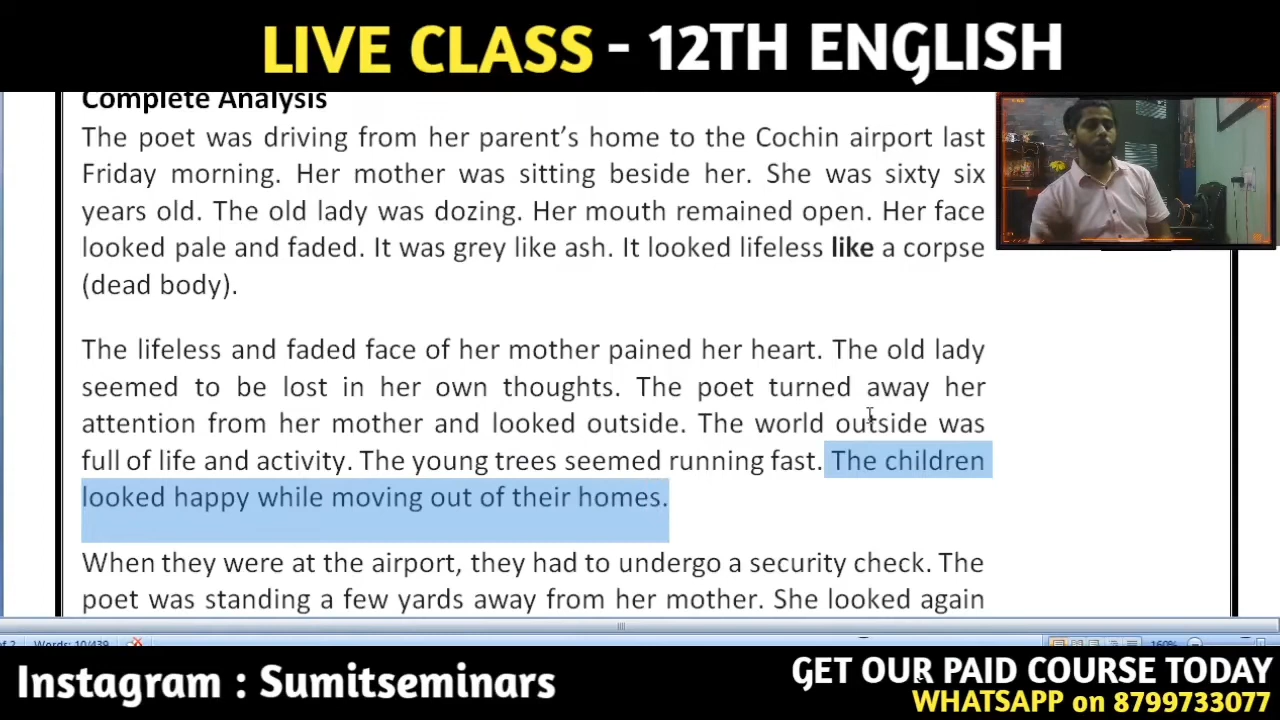 LIVE CLASS - 12TH ENGLISH
Complete Analysis
The poet was driving from her parent's home to the Cochin airport last
Friday morning. Her mother was sitting beside her. She was sixty six
years old. The old lady was dozing. Her mouth remained open. Her face
looked pale and faded. It was grey like ash. It looked lifeless like a corpse
(dead body).
The lifeless and faded face of her mother pained her heart. The old lady
seemed to be lost in her own thoughts. The poet turned away her
attention from her mother and looked outside. The world outside was
full of life and activity. The young trees seemed running fast. The children
looked happy while moving out of their homes.
When they were at the airport, they had to undergo a security check. The
poet was standing a few yards away from her mother. She looked again
of 2 Words: 10/439 160%
Instagram : Sumitseminars
GET OUR PAID COURSE TODAY
WHATSAPP on 8799733077